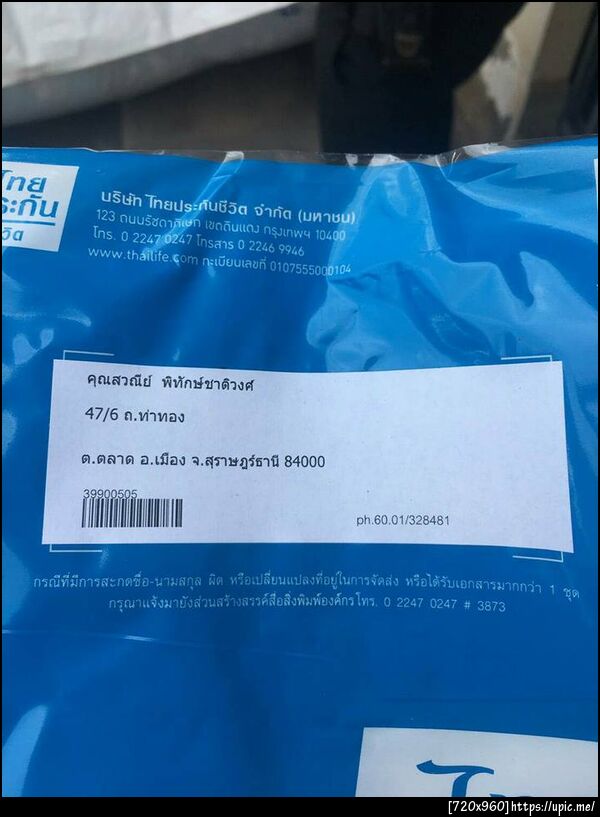 ไทย
ประกัน
ชีวิต
บริษัท ไทยประกันชีวิต จำกัด (มหาชน)
123 ถนนรัชดาภิเษก เขตดินแดง กรุงเทพฯ 10400
โทร. 0 2247 0247 โทรสาร 0 2246 9946
www.thailife.com ทะเบียนเลขที่ 0107555000104
คุณสวณีย์ พิทักษ์ชาติวงศ์
47/6 ถ.ท่าทอง
ต.ตลาด อ.เมือง จ.สุราษฎร์ธานี 84000
39900505
ph.60.01/328481
กรณีที่มีการสะกดชื่อ-นามสกุล ผิด หรือเปลี่ยนแปลงที่อยู่ในการจัดส่ง หรือได้รับเอกสารมากกว่า 1 ชุด
กรุณาแจ้งมายังส่วนสร้างสรรค์สื่อสิ่งพิมพ์องค์กร โทร. 0 2247 0247 # 3873
[720x960]https://upic.me/